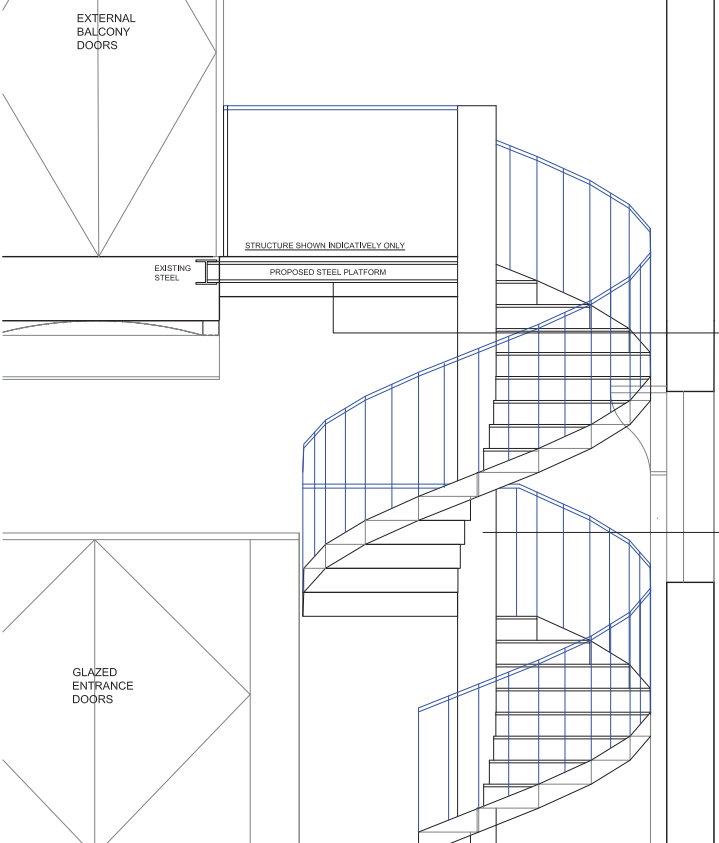 EXTERNAL
BALCONY
DOORS
STRUCTURE SHOWN INDICATIVELY ONLY
EXISTING
STEEL
PROPOSED STEEL PLATFORM
GLAZED
ENTRANCE
DOORS